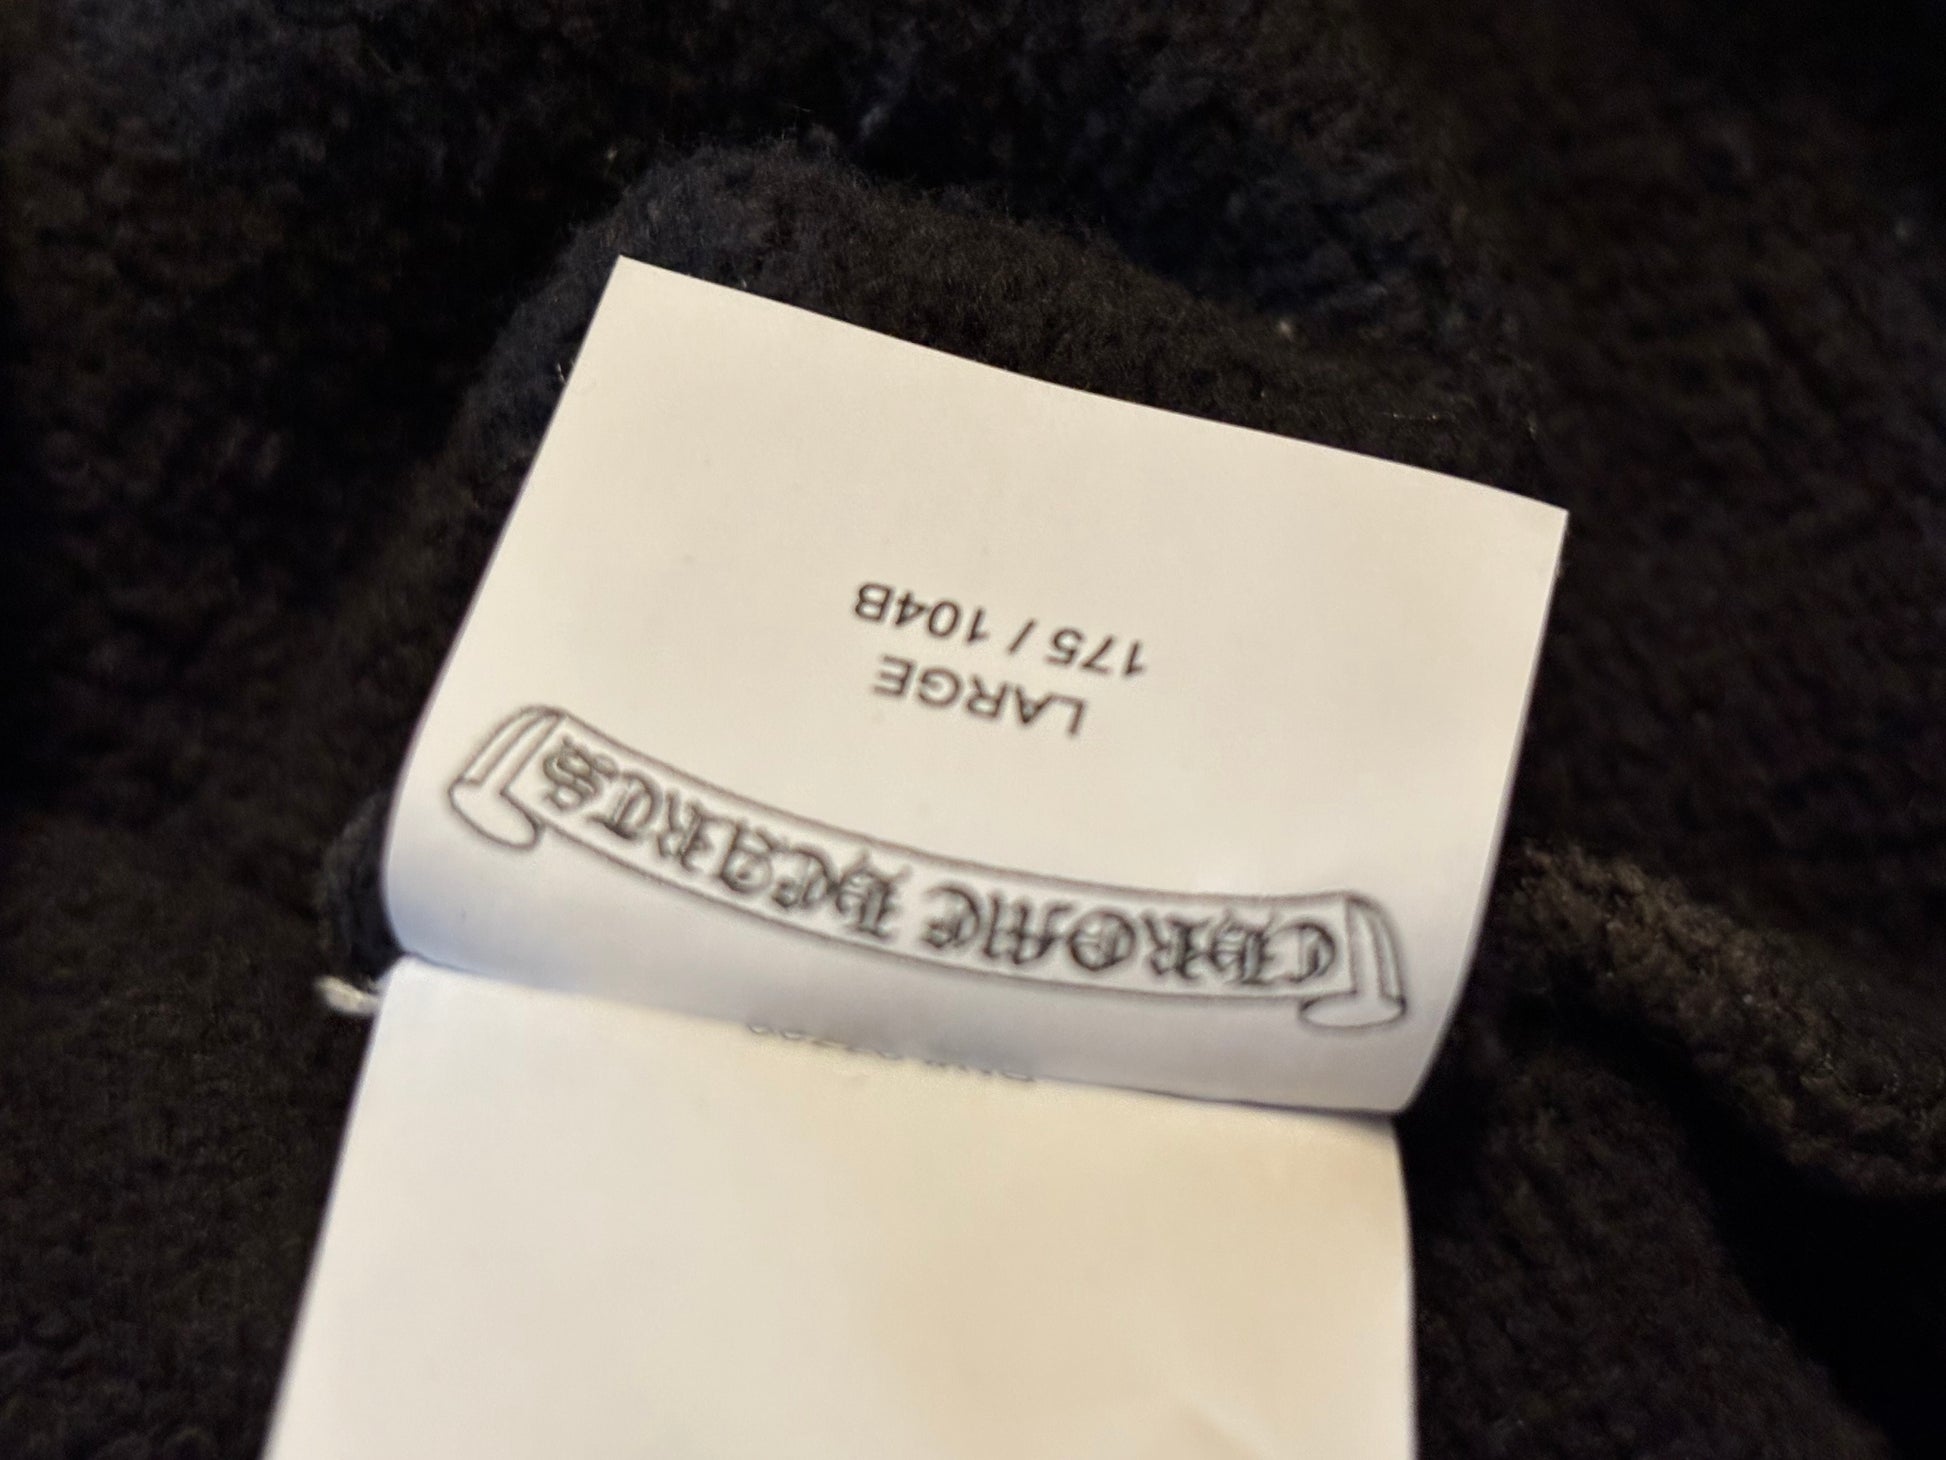 CHROME HEARTS
LARGE
175 / 104B